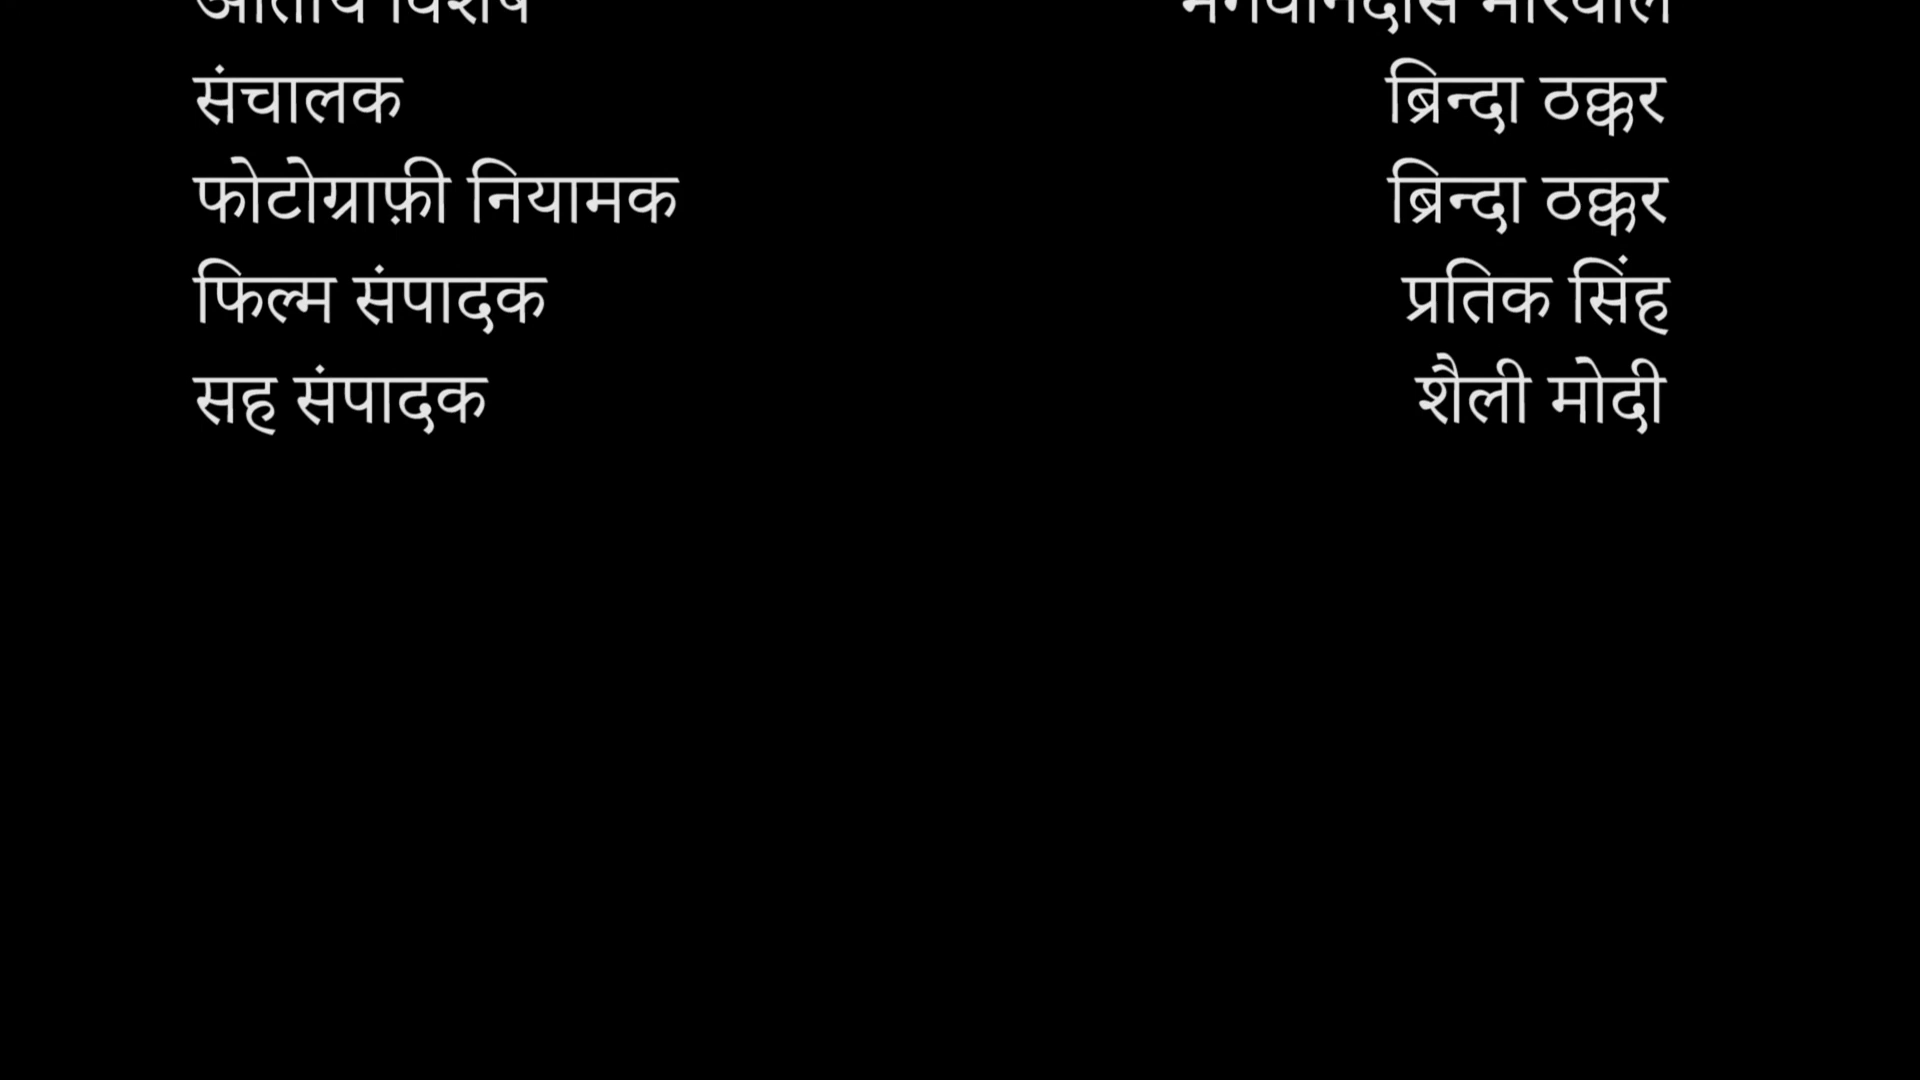 विशेष
संचालक ब्रिन्दा ठक्कर
फोटोग्राफ़ी नियामक ब्रिन्दा ठक्कर
फिल्म संपादक प्रतिक सिंह
सह संपादक शैली मोदी